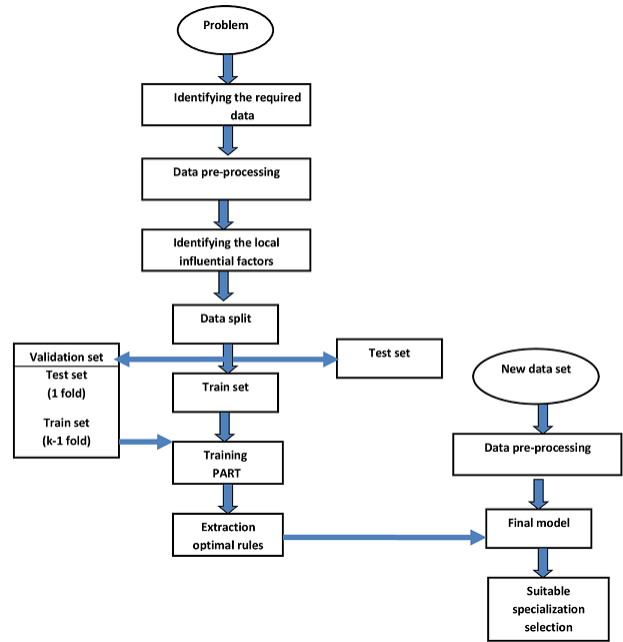 Problem
Identifying the required
data
Data pre-processing
Identifying the local
influential factors
Data split
Validation set
Test set
(1 fold)
Train set
(k-1 fold)
Test set
Train set
Training
PART
Extraction
optimal rules
New data set
Data pre-processing
Final model
Suitable
specialization
selection